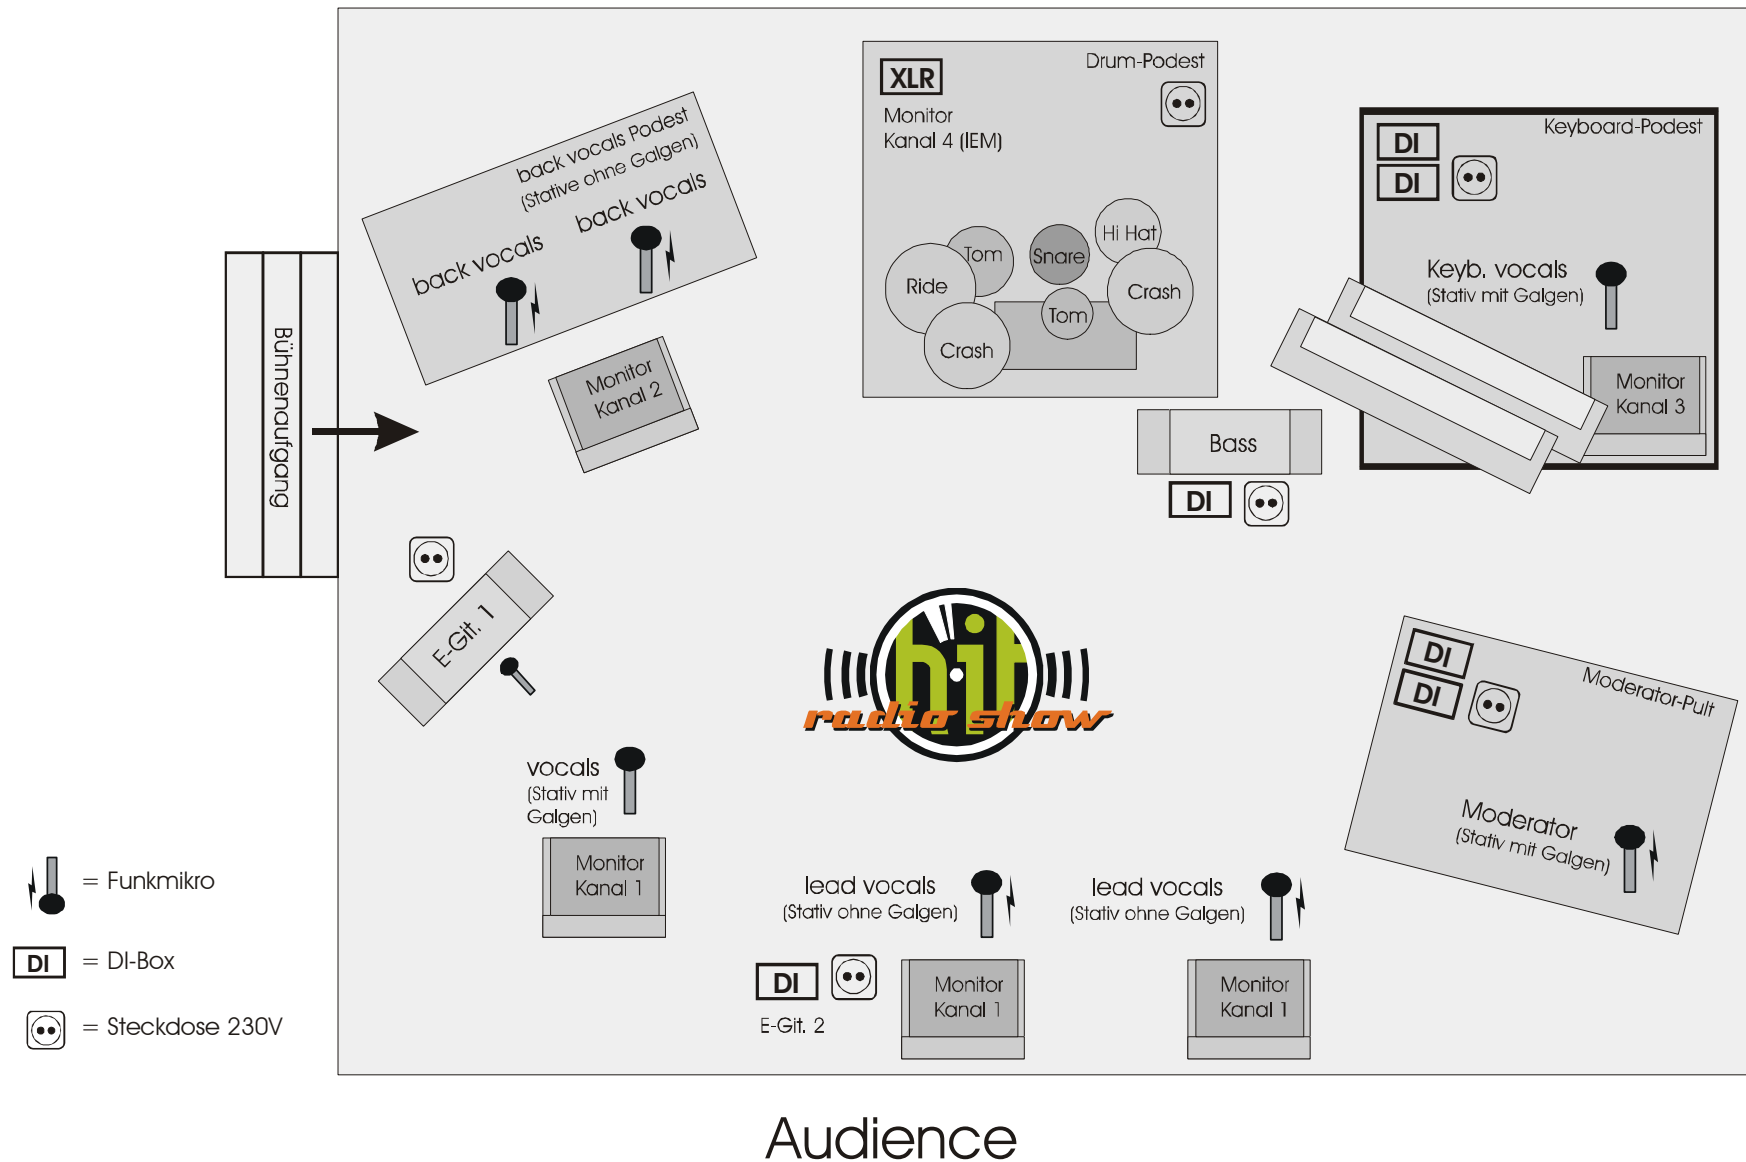 Drum-Podest
XLR
Monitor
Kanal 4 (IEM)
Hi Hat
Tom
Snare
Ride
Crash
Tom
Crash
Keyboard-Podest
DI
DI
Keyb. vocals
(Stativ mit Galgen)
Monitor
Kanal 3
back vocals Podest
(Stative ohne Galgen)
back vocals
back vocals
Monitor
Kanal 2
Bühnenaufgang
Bass
DI
E-Git. 1
hit
radio show
DI
DI
Moderator-Pult
Moderator
(Stativ mit Galgen)
vocals
(Stativ mit
Galgen)
Monitor
Kanal 1
lead vocals
(Stativ ohne Galgen)
DI
E-Git. 2
Monitor
Kanal 1
lead vocals
(Stativ ohne Galgen)
Monitor
Kanal 1
= Funkmikro
DI = DI-Box
= Steckdose 230V
Audience